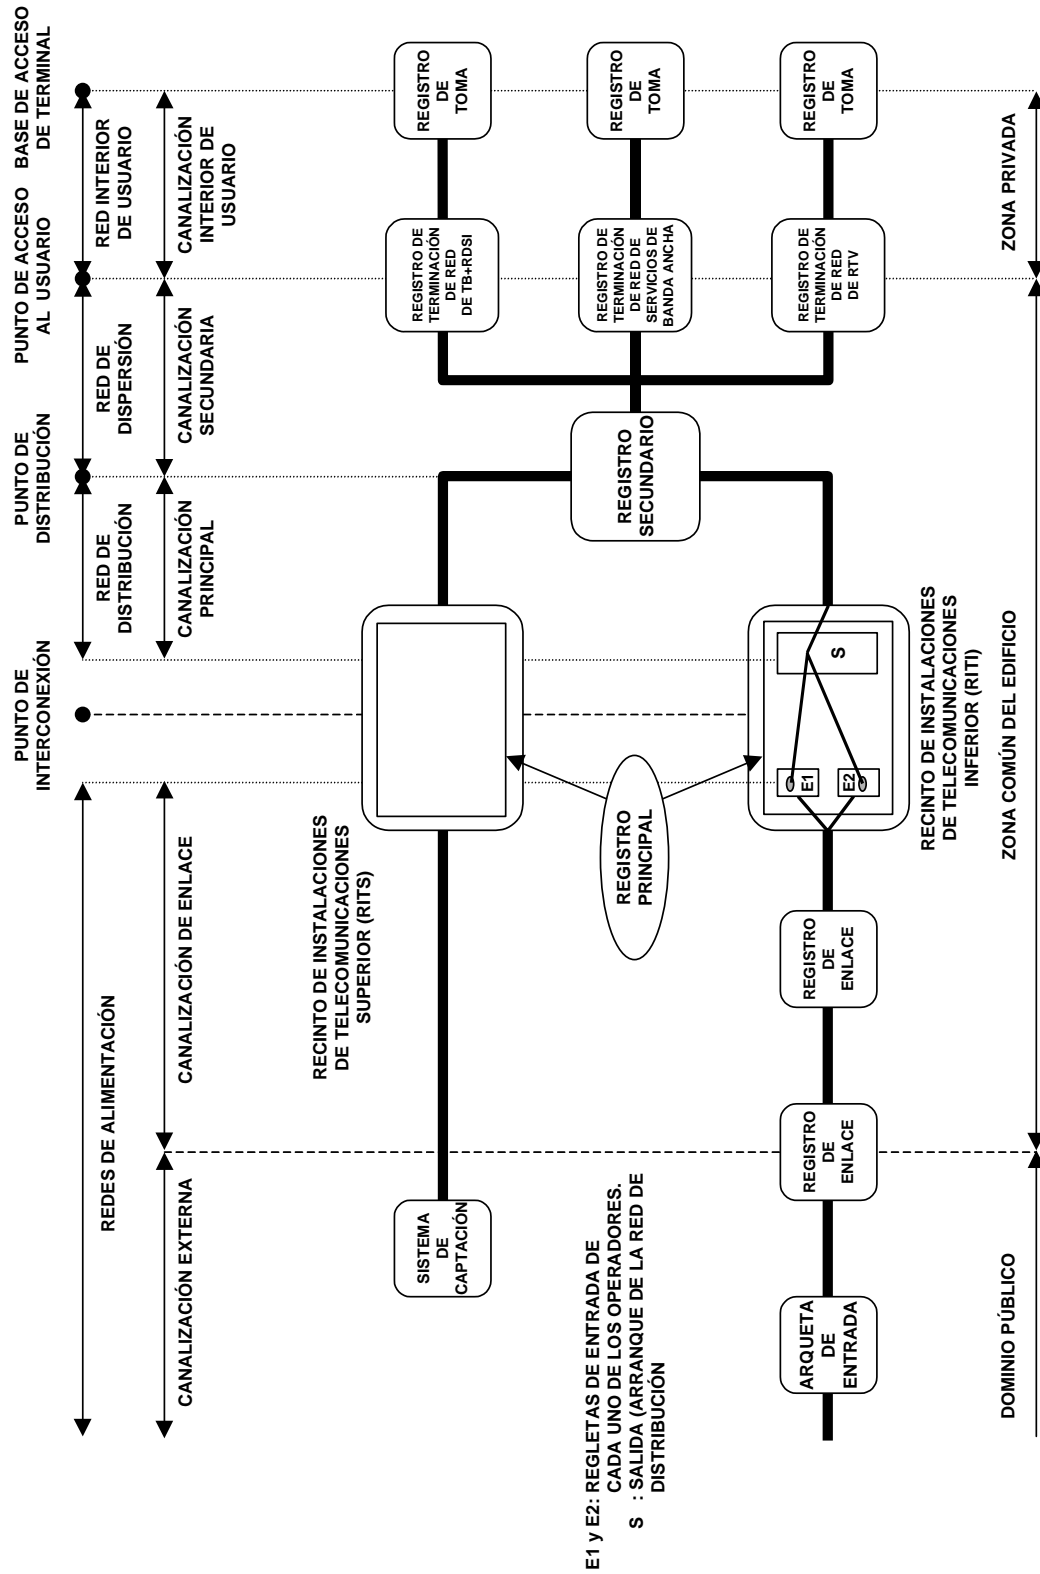 PUNTO DE
INTERCONEXIÓN
PUNTO DE
DISTRIBUCIÓN
PUNTO DE ACCESO
AL USUARIO
BASE DE ACCESO
DE TERMINAL
REDES DE ALIMENTACIÓN
RED DE
DISTRIBUCIÓN
RED DE
DISPERSIÓN
RED INTERIOR
DE USUARIO
CANALIZACIÓN EXTERNA
CANALIZACIÓN DE ENLACE
CANALIZACIÓN
PRINCIPAL
CANALIZACIÓN
SECUNDARIA
CANALIZACIÓN
INTERIOR DE
USUARIO
RECINTO DE INSTALACIONES
DE TELECOMUNICACIONES
SUPERIOR (RITS)
SISTEMA
DE
CAPTACIÓN
REGISTRO DE
TERMINACIÓN
DE RED
DE TB+RDSI
REGISTRO
DE
TOMA
REGISTRO
PRINCIPAL
REGISTRO
SECUNDARIO
REGISTRO DE
TERMINACIÓN
DE RED DE
SERVICIOS DE
BANDA ANCHA
REGISTRO
DE
TOMA
E1 y E2: REGLETAS DE ENTRADA DE
CADA UNO DE LOS OPERADORES.
S : SALIDA (ARRANQUE DE LA RED DE
DISTRIBUCIÓN
ARQUETA
DE
ENTRADA
REGISTRO
DE
ENLACE
REGISTRO
DE
ENLACE
E1
E2
S
REGISTRO DE
TERMINACIÓN
DE RED
DE RTV
REGISTRO
DE
TOMA
RECINTO DE INSTALACIONES
DE TELECOMUNICACIONES
INFERIOR (RITI)
DOMINIO PÚBLICO
ZONA COMÚN DEL EDIFICIO
ZONA PRIVADA